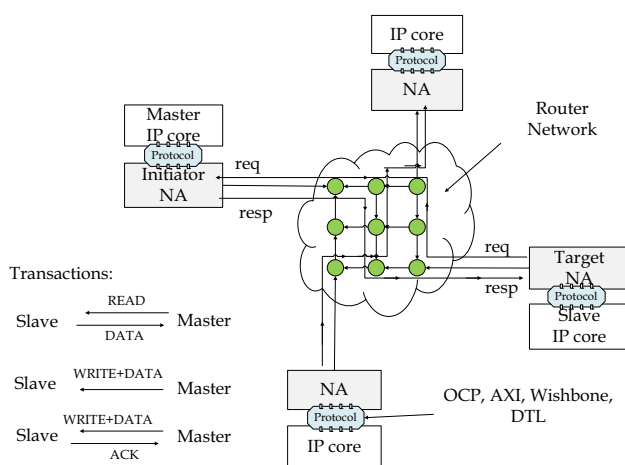 IP core
Protocol
NA
Router
Network
Master
IP core
Protocol
Initiator
NA
req
resp
req
resp
Target
NA
Protocol
Slave
IP core
Transactions:
READ
Slave Master
DATA
WRITE+DATA
Slave Master
WRITE+DATA
Slave Master
ACK
NA
Protocol
IP core
OCP, AXI, Wishbone,
DTL